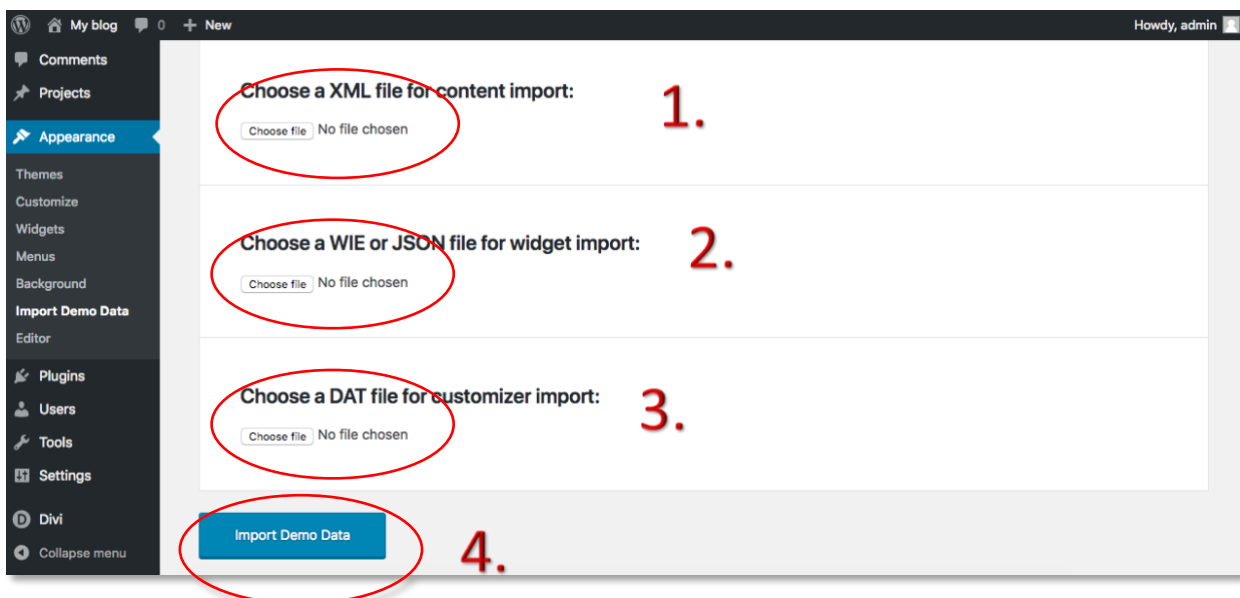 My blog 0 + New Howdy, admin
Comments
Projects
Appearance
Themes
Customize
Widgets
Menus
Background
Import Demo Data
Editor
Plugins
Users
Tools
Settings
Divi
Collapse menu
Choose a XML file for content import:
1.
Choose file No file chosen
Choose a WIE or JSON file for widget import:
2.
Choose file No file chosen
Choose a DAT file for customizer import:
3.
Choose file No file chosen
Import Demo Data
4.